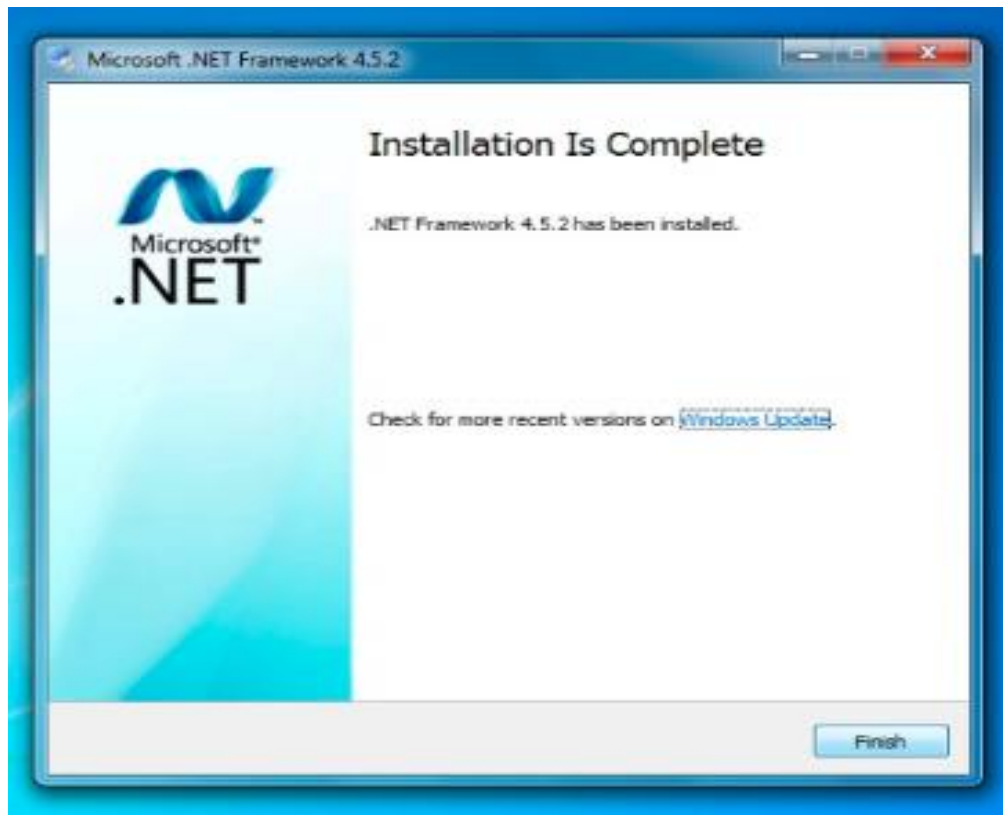 Microsoft .NET Framework 4.5.2
Installation Is Complete
Microsoft®
.NET™
.NET Framework 4.5.2 has been installed.
Check for more recent versions on Windows Update.
Finish